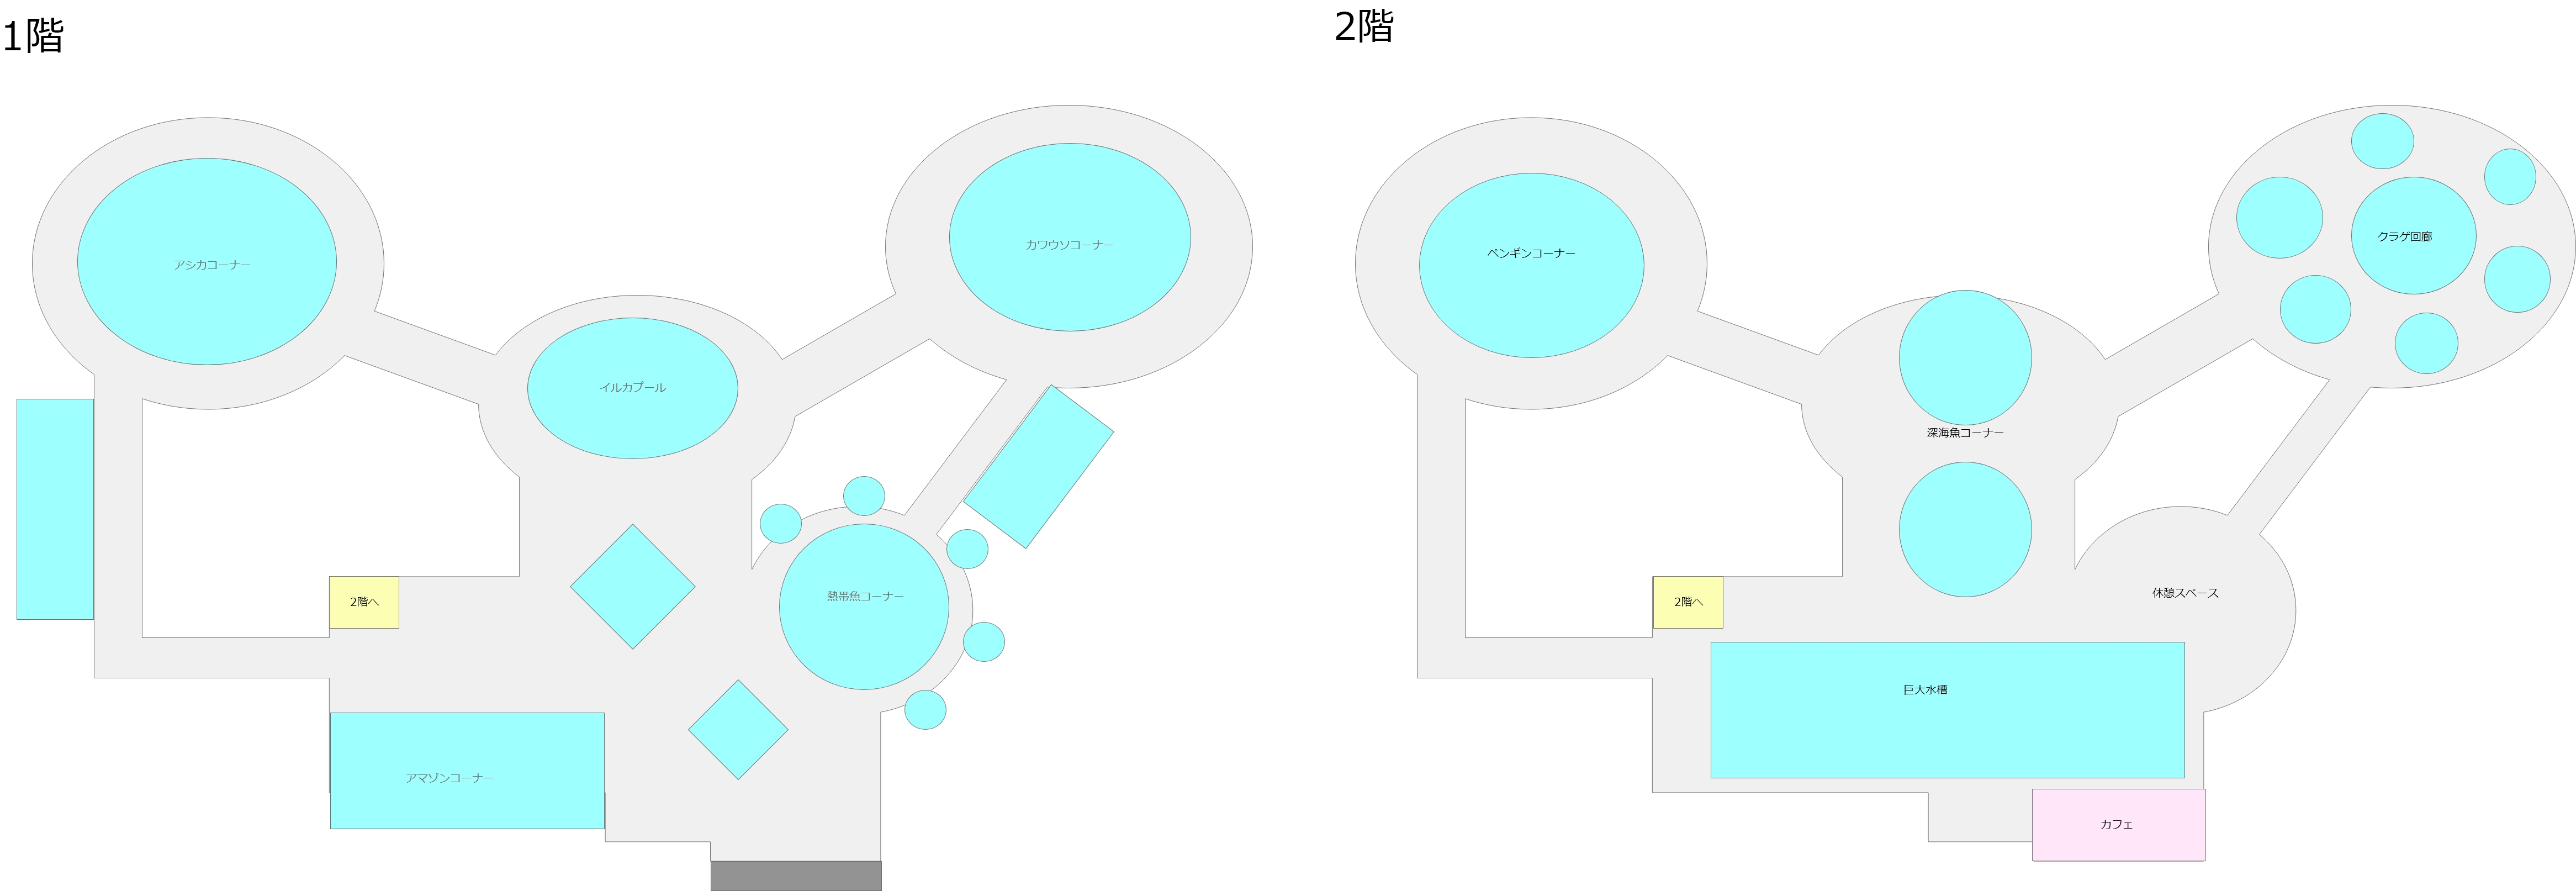 1階
アシカコーナー
カワウソコーナー
イルカプール
熱帯魚コーナー
2階へ
アマゾンコーナー
2階
ペンギンコーナー
クラゲ回廊
深海魚コーナー
休憩スペース
2階へ
巨大水槽
カフェ